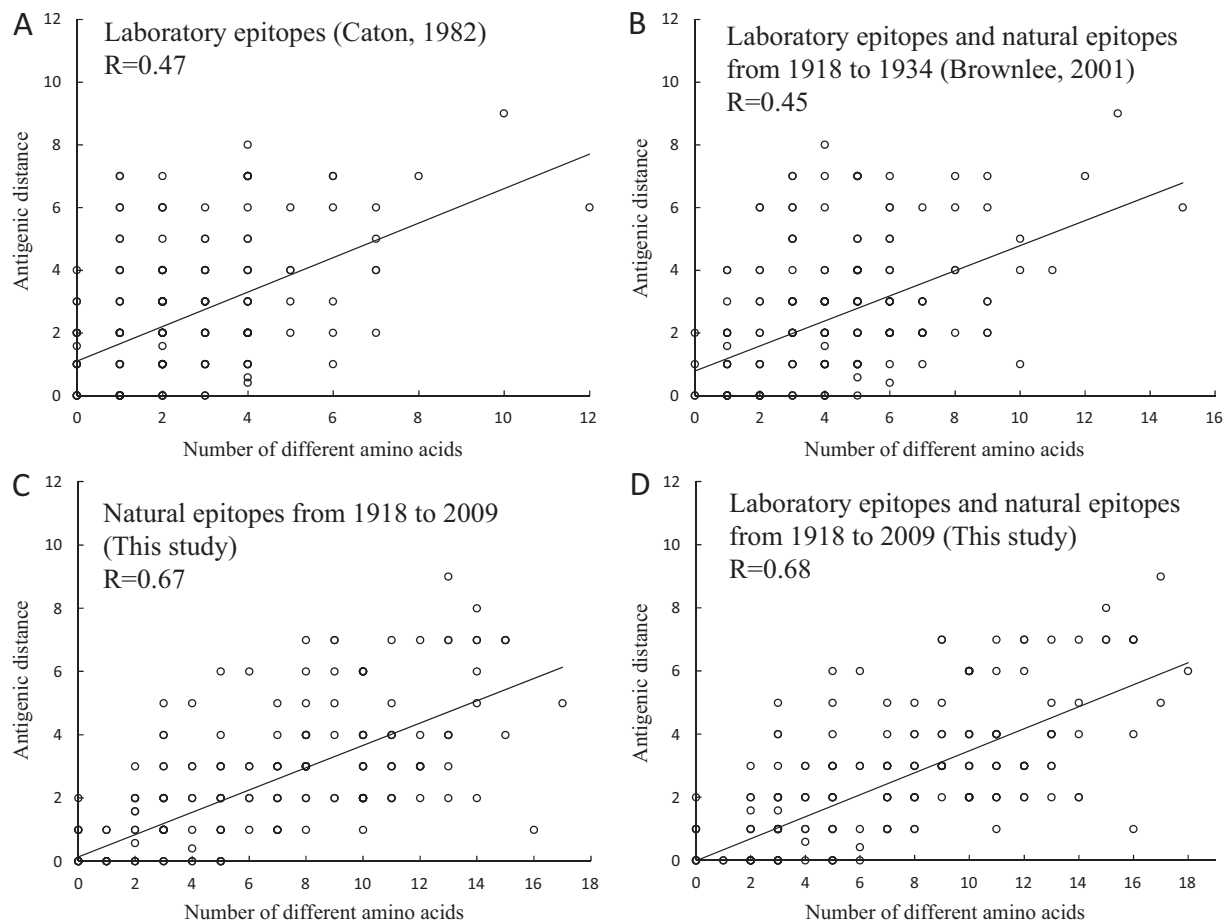 A
Laboratory epitopes (Caton, 1982)
R=0.47
12
10
8
6
4
2
0
Antigenic distance
0 2 4 6 8 10 12
Number of different amino acids
B
Laboratory epitopes and natural epitopes
from 1918 to 1934 (Brownlee, 2001)
R=0.45
12
10
8
6
4
2
0
Antigenic distance
0 2 4 6 8 10 12 14 16
Number of different amino acids
C
Natural epitopes from 1918 to 2009
(This study)
R=0.67
12
10
8
6
4
2
0
Antigenic distance
0 2 4 6 8 10 12 14 16 18
Number of different amino acids
D
Laboratory epitopes and natural epitopes
from 1918 to 2009 (This study)
R=0.68
12
10
8
6
4
2
0
Antigenic distance
0 2 4 6 8 10 12 14 16 18
Number of different amino acids